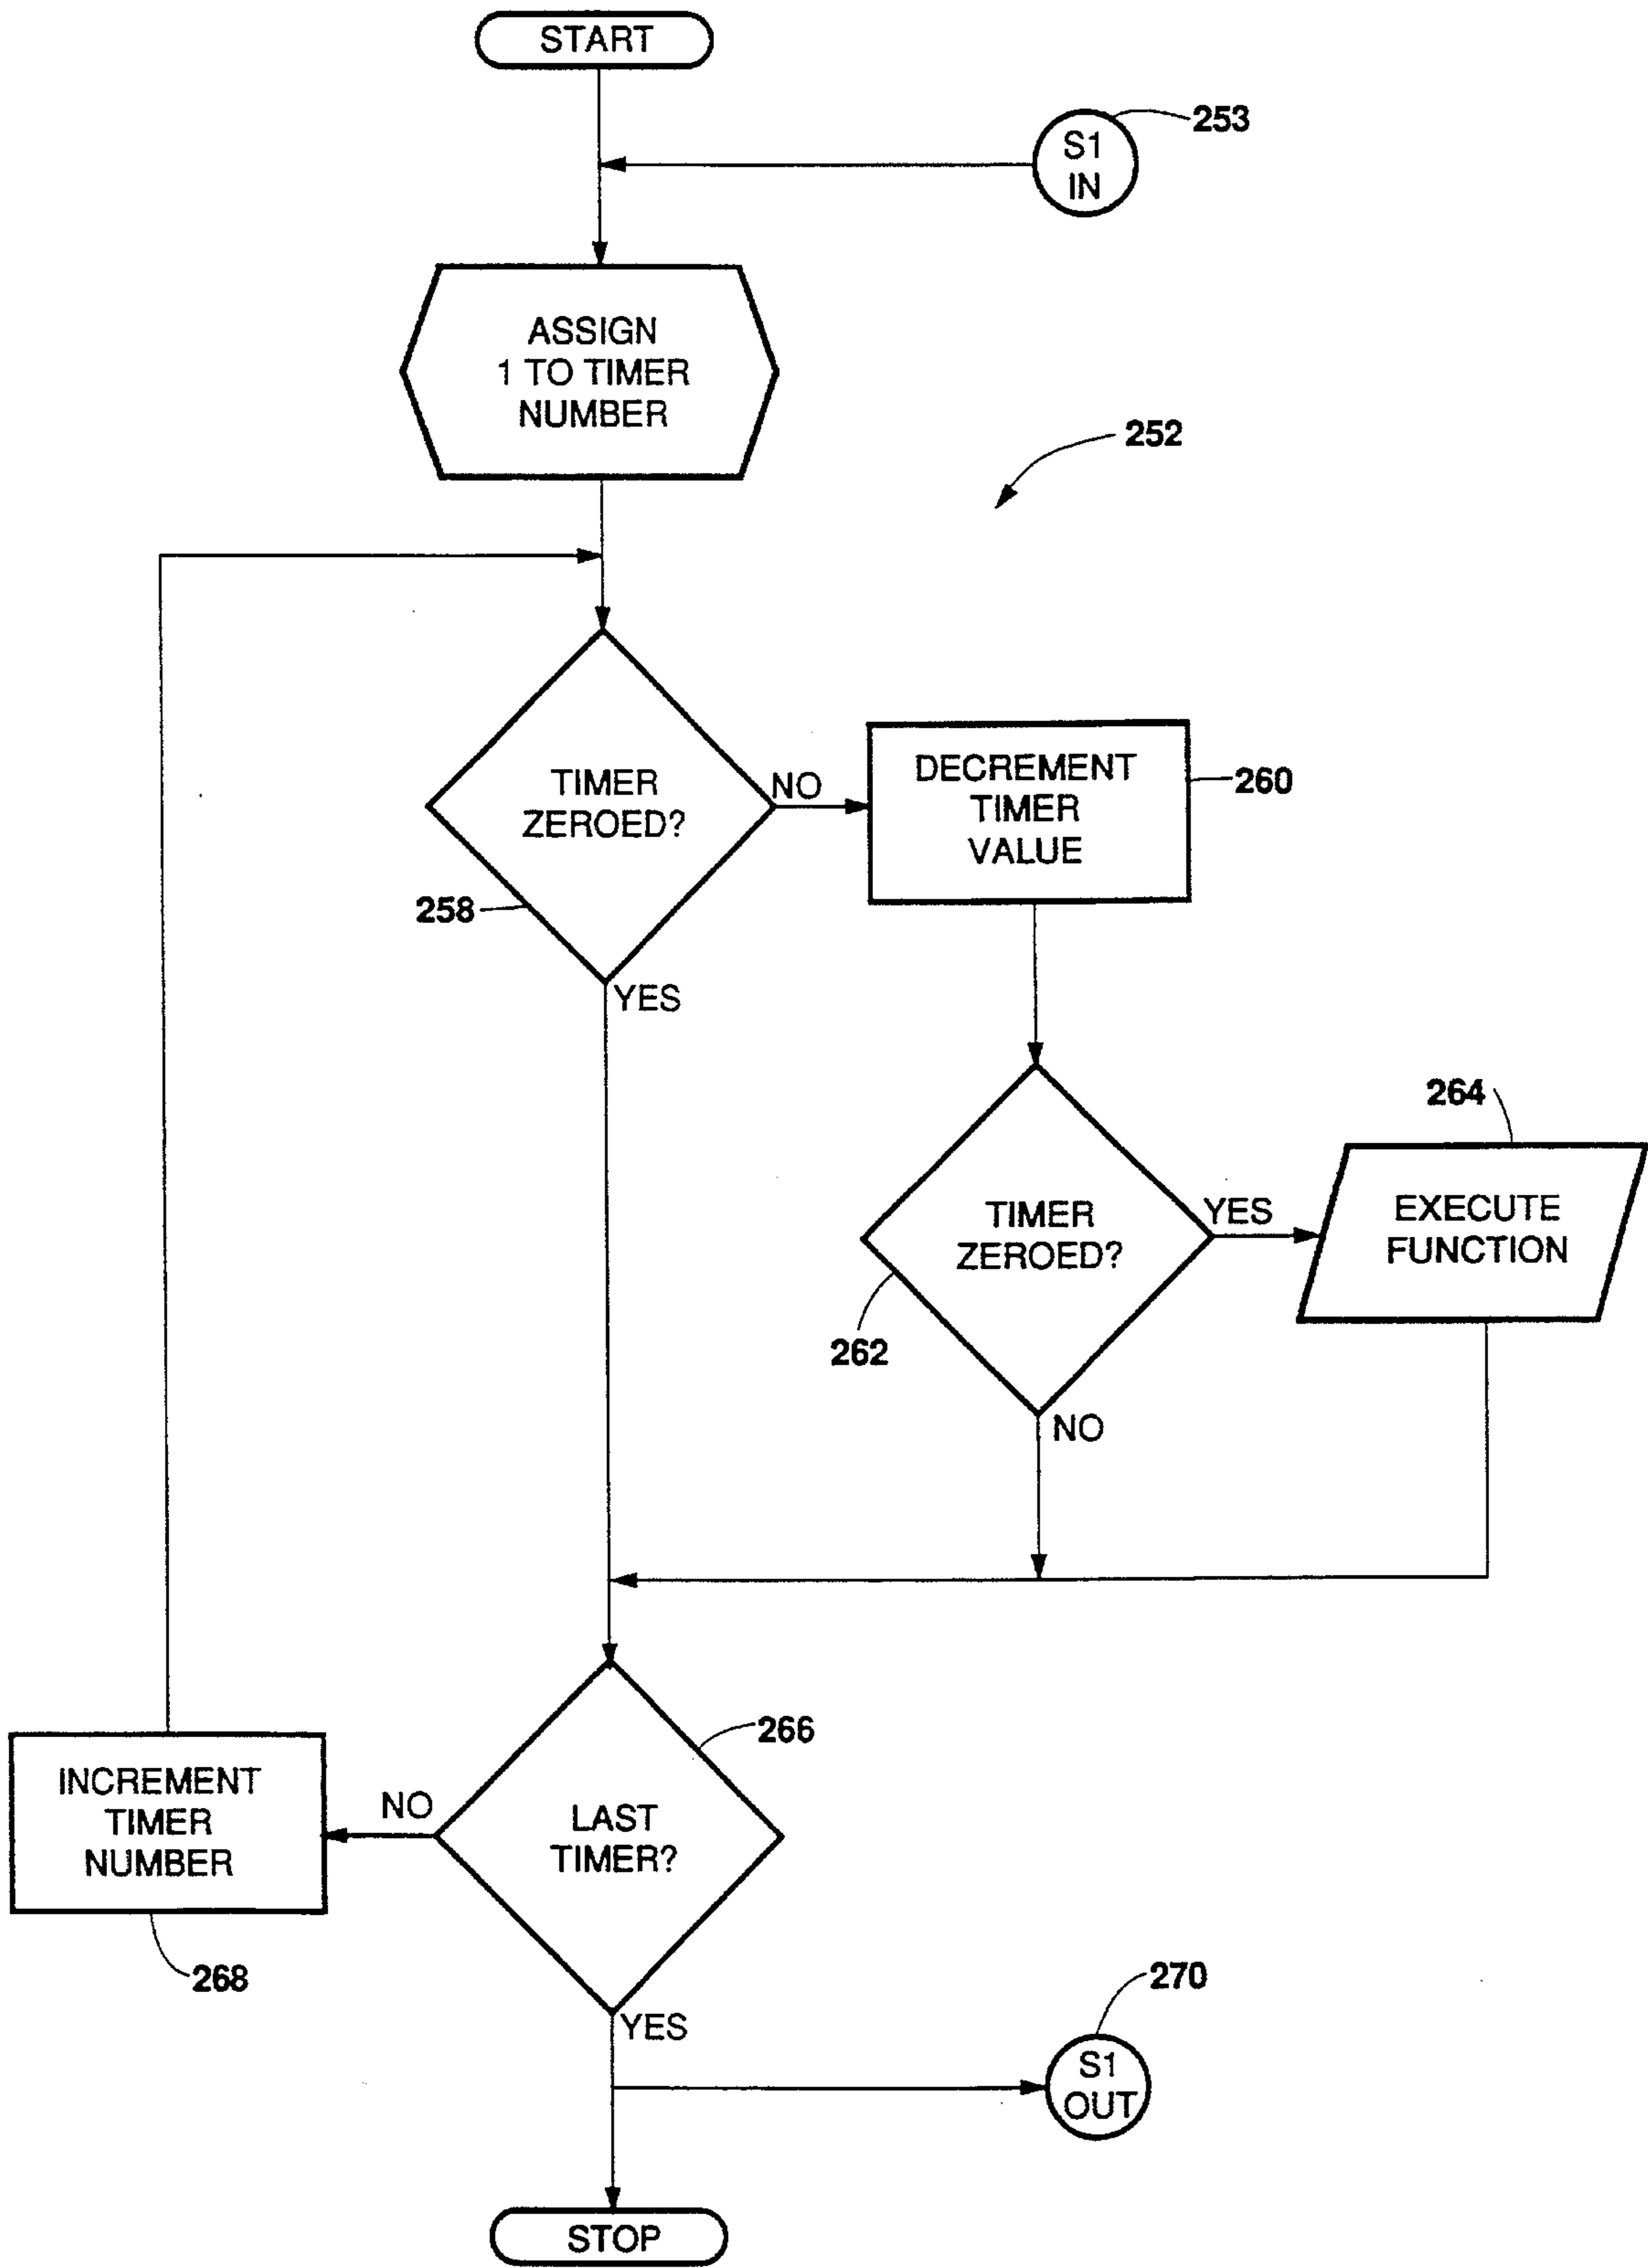 START
253
S1
IN
ASSIGN
1 TO TIMER
NUMBER
252
TIMER
ZEROED?
NO
258
YES
DECREMENT
TIMER
VALUE
260
TIMER
ZEROED?
YES
262
NO
264
EXECUTE
FUNCTION
266
LAST
TIMER?
NO
INCREMENT
TIMER
NUMBER
268
YES
270
S1
OUT
STOP